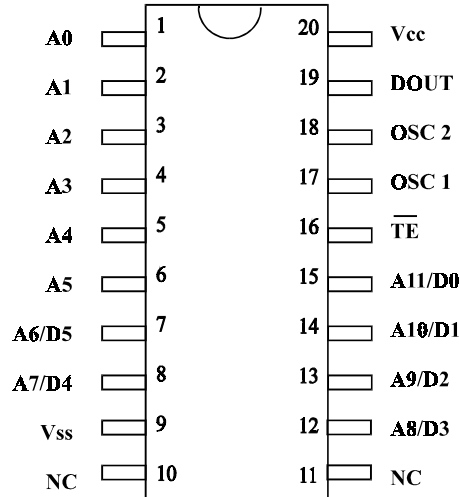 A0 1 20 Vcc
A1 2 19 DOUT
A2 3 18 OSC 2
A3 4 17 OSC 1
A4 5 16 TE
A5 6 15 A11/D0
A6/D5 7 14 A10/D1
A7/D4 8 13 A9/D2
Vss 9 12 A8/D3
NC 10 11 NC